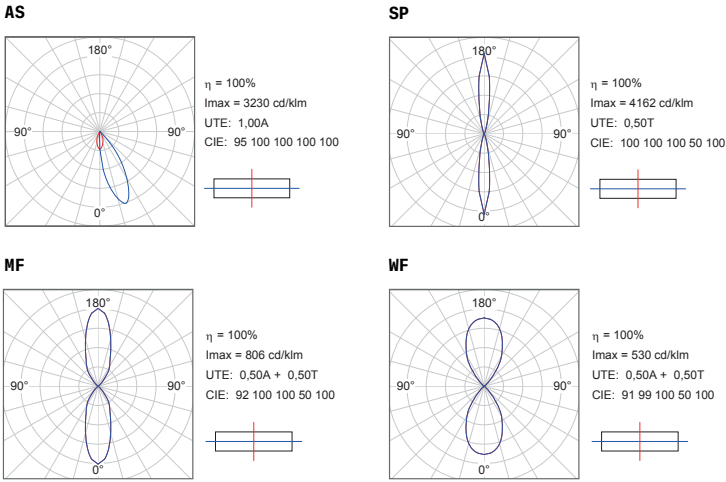 AS
180°
90°
90°
0°
η = 100%
Imax = 3230 cd/klm
UTE: 1,00A
CIE: 95 100 100 100 100
SP
180°
90°
90°
0°
η = 100%
Imax = 4162 cd/klm
UTE: 0,50T
CIE: 100 100 100 50 100
MF
180°
90°
90°
0°
η = 100%
Imax = 806 cd/klm
UTE: 0,50A + 0,50T
CIE: 92 100 100 50 100
WF
180°
90°
90°
0°
η = 100%
Imax = 530 cd/klm
UTE: 0,50A + 0,50T
CIE: 91 99 100 50 100